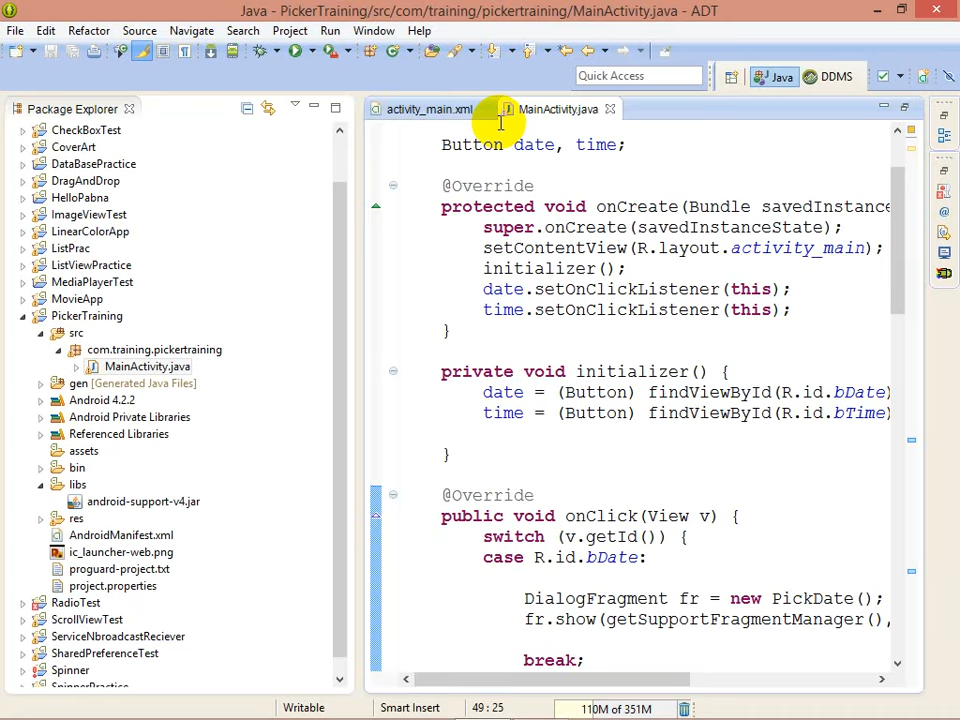 Java - PickerTraining/src/com/training/pickertraining/MainActivity.java - ADT
File Edit Refactor Source Navigate Search Project Run Window Help
Quick Access
Java
DDMS
Package Explorer
activity_main.xml
MainActivity.java
CheckBoxTest
CoverArt
DataBasePractice
DragAndDrop
HelloPabna
ImageViewTest
LinearColorApp
ListPrac
ListViewPractice
MediaPlayerTest
MovieApp
PickerTraining
src
com.training.pickertraining
MainActivity.java
gen [Generated Java Files]
Android 4.2.2
Android Private Libraries
Referenced Libraries
assets
bin
libs
android-support-v4.jar
res
AndroidManifest.xml
ic_launcher-web.png
proguard-project.txt
project.properties
RadioTest
ScrollViewTest
ServiceNbroadcastReciever
SharedPreferenceTest
Spinner
SpinnerPractice
Button date, time;
@Override
protected void onCreate(Bundle savedInstance
super.onCreate(savedInstanceState);
setContentView(R.layout.activity_main);
initializer();
date.setOnClickListener(this);
time.setOnClickListener(this);
}
private void initializer() {
date = (Button) findViewById(R.id.bDate)
time = (Button) findViewById(R.id.bTime)
}
@Override
public void onClick(View v) {
switch (v.getId()) {
case R.id.bDate:
DialogFragment fr = new PickDate();
fr.show(getSupportFragmentManager(),
break;
Writable
Smart Insert
49 : 25
110M of 351M